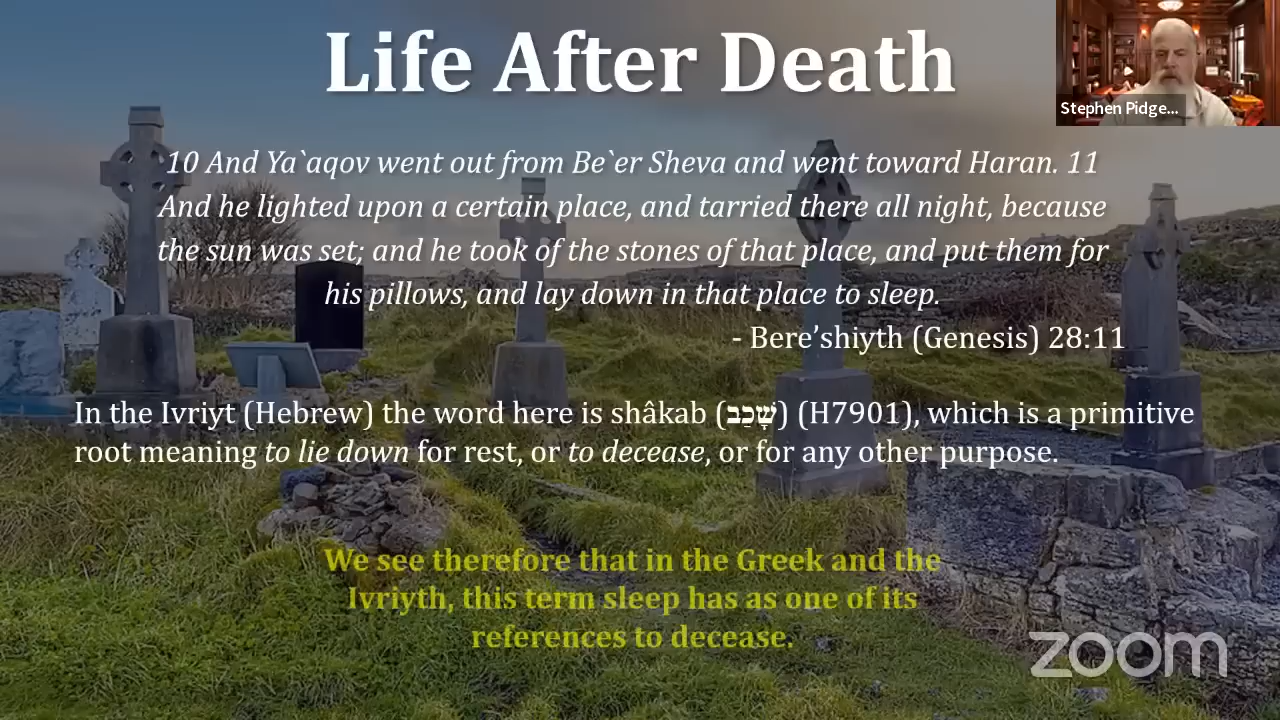 Life After Death
Stephen Pidge...
10 And Ya`aqov went out from Be`er Sheva and went toward Haran. 11
And he lighted upon a certain place, and tarried there all night, because
the sun was set; and he took of the stones of that place, and put them for
his pillows, and lay down in that place to sleep.
- Bere’shiyth (Genesis) 28:11
In the Ivriyt (Hebrew) the word here is shâkab (שָׁכַב) (H7901), which is a primitive
root meaning to lie down for rest, or to decease, or for any other purpose.
We see therefore that in the Greek and the
Ivriyth, this term sleep has as one of its
references to decease.
zoom